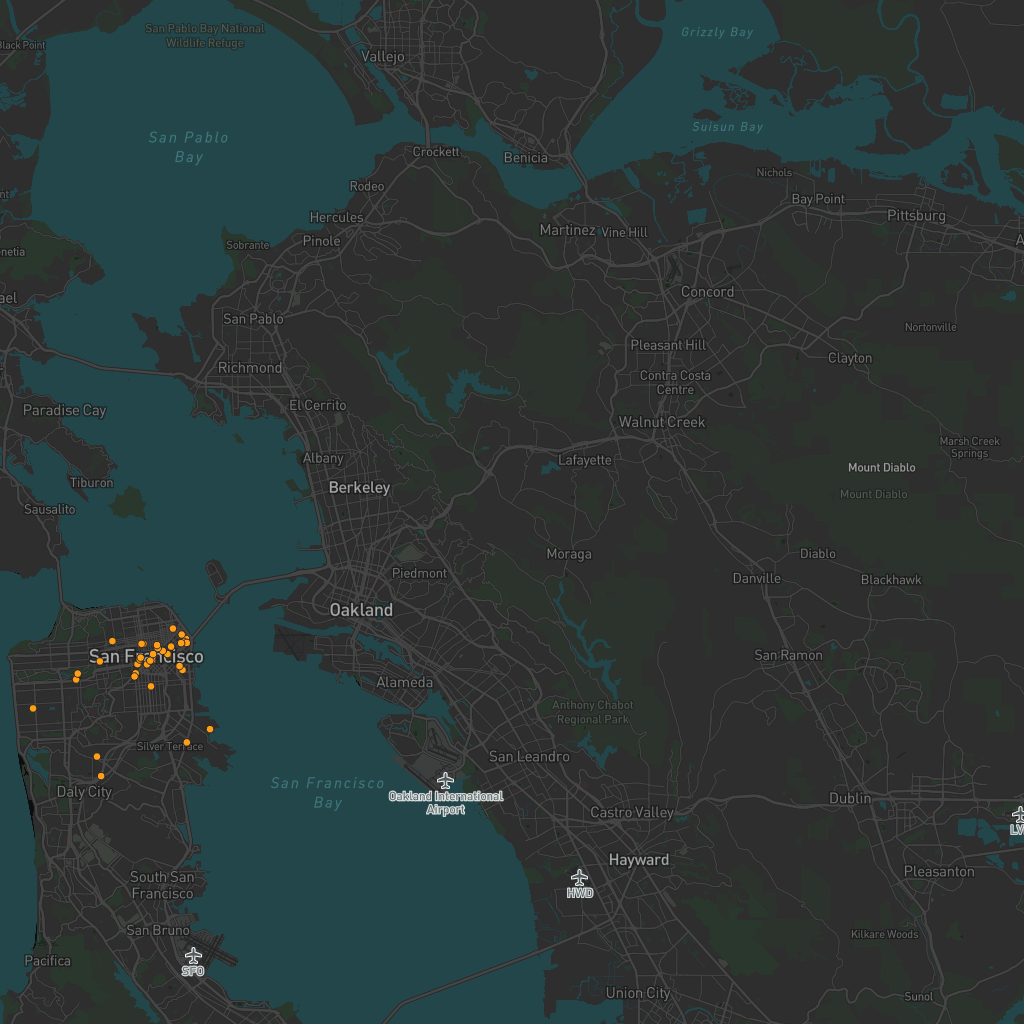 San Pablo Bay National
Wildlife Refuge
Grizzly Bay
Black Point
Vallejo
San Pablo
Bay
Suisun Bay
Crockett
Benicia
Nichols
Rodeo
Bay Point
Hercules
Pittsburg
Martinez
Vine Hill
Pinole
Sobrante
Concord
San Pablo
Nortonville
Pleasant Hill
Clayton
Richmond
Contra Costa
Centre
El Cerrito
Paradise Cay
Walnut Creek
Marsh Creek
Springs
Albany
Lafayette
Mount Diablo
Tiburon
Berkeley
Mount Diablo
Sausalito
Moraga
Diablo
Piedmont
Danville
Blackhawk
Oakland
San Francisco
San Ramon
Alameda
Anthony Chabot
Regional Park
Silver Terrace
San Leandro
San Francisco
Bay
Daly City
Oakland International
Airport
Dublin
Castro Valley
Hayward
Pleasanton
South San
Francisco
HWD
San Bruno
Kilkare Woods
Pacifica
SFO
Union City
Sunol